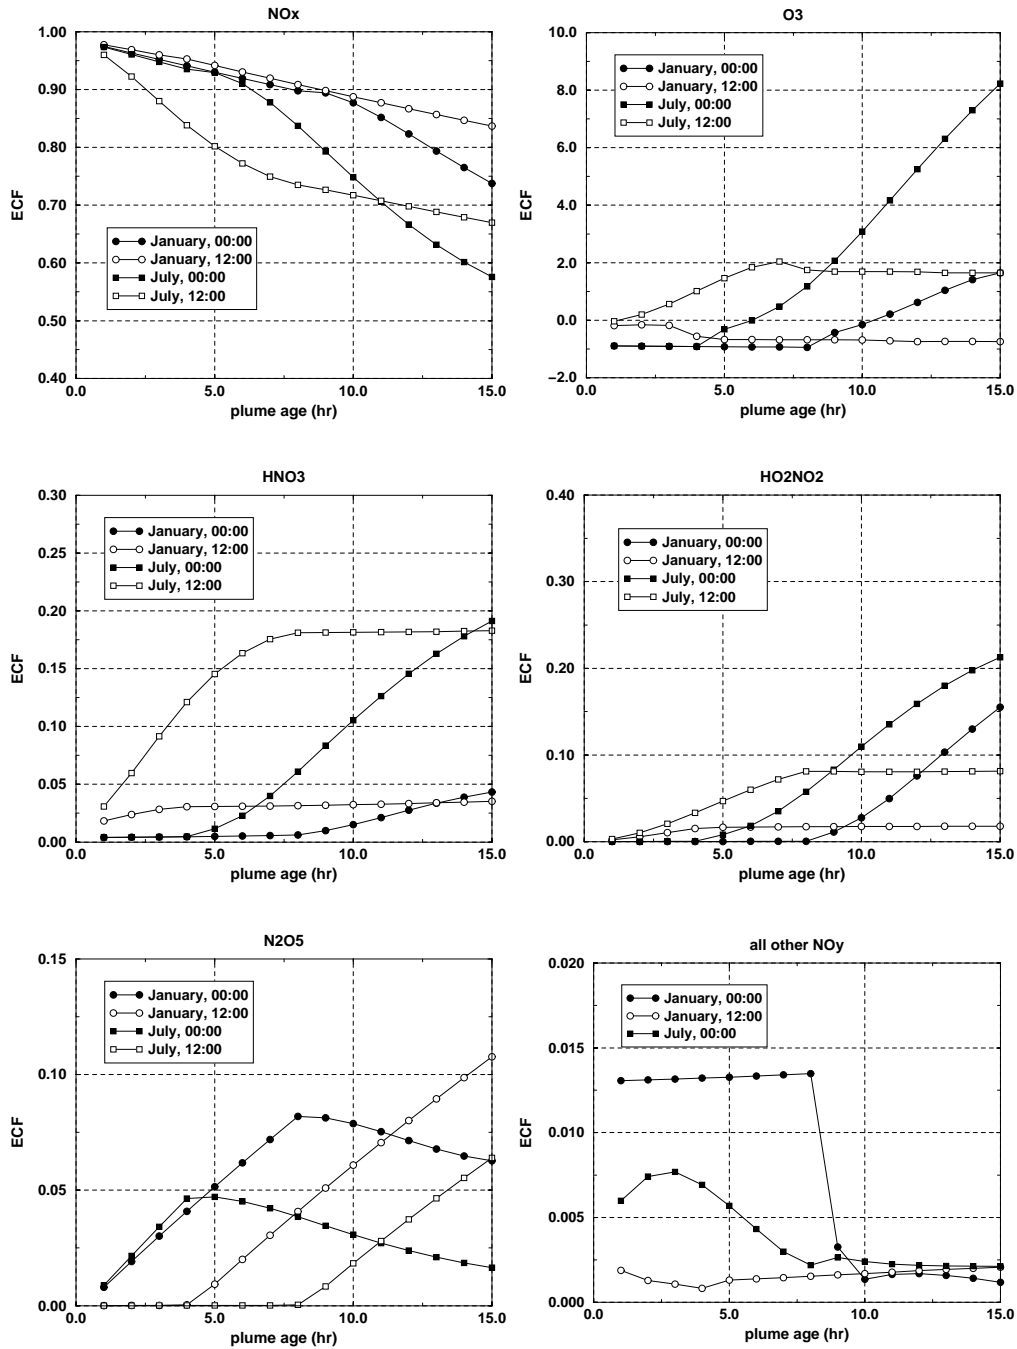 NOx
1.00
0.90
0.80
0.70
0.60
0.50
0.40
ECF
January, 00:00
January, 12:00
July, 00:00
July, 12:00
0.0 5.0 10.0 15.0
plume age (hr)
O3
10.0
8.0
6.0
4.0
2.0
0.0
−2.0
ECF
January, 00:00
January, 12:00
July, 00:00
July, 12:00
0.0 5.0 10.0 15.0
plume age (hr)
HNO3
0.30
0.25
0.20
0.15
0.10
0.05
0.00
ECF
January, 00:00
January, 12:00
July, 00:00
July, 12:00
0.0 5.0 10.0 15.0
plume age (hr)
HO2NO2
0.40
0.30
0.20
0.10
0.00
ECF
January, 00:00
January, 12:00
July, 00:00
July, 12:00
0.0 5.0 10.0 15.0
plume age (hr)
N2O5
0.15
0.10
0.05
0.00
ECF
January, 00:00
January, 12:00
July, 00:00
July, 12:00
0.0 5.0 10.0 15.0
plume age (hr)
all other NOy
0.020
0.015
0.010
0.005
0.000
ECF
January, 00:00
January, 12:00
July, 00:00
0.0 5.0 10.0 15.0
plume age (hr)